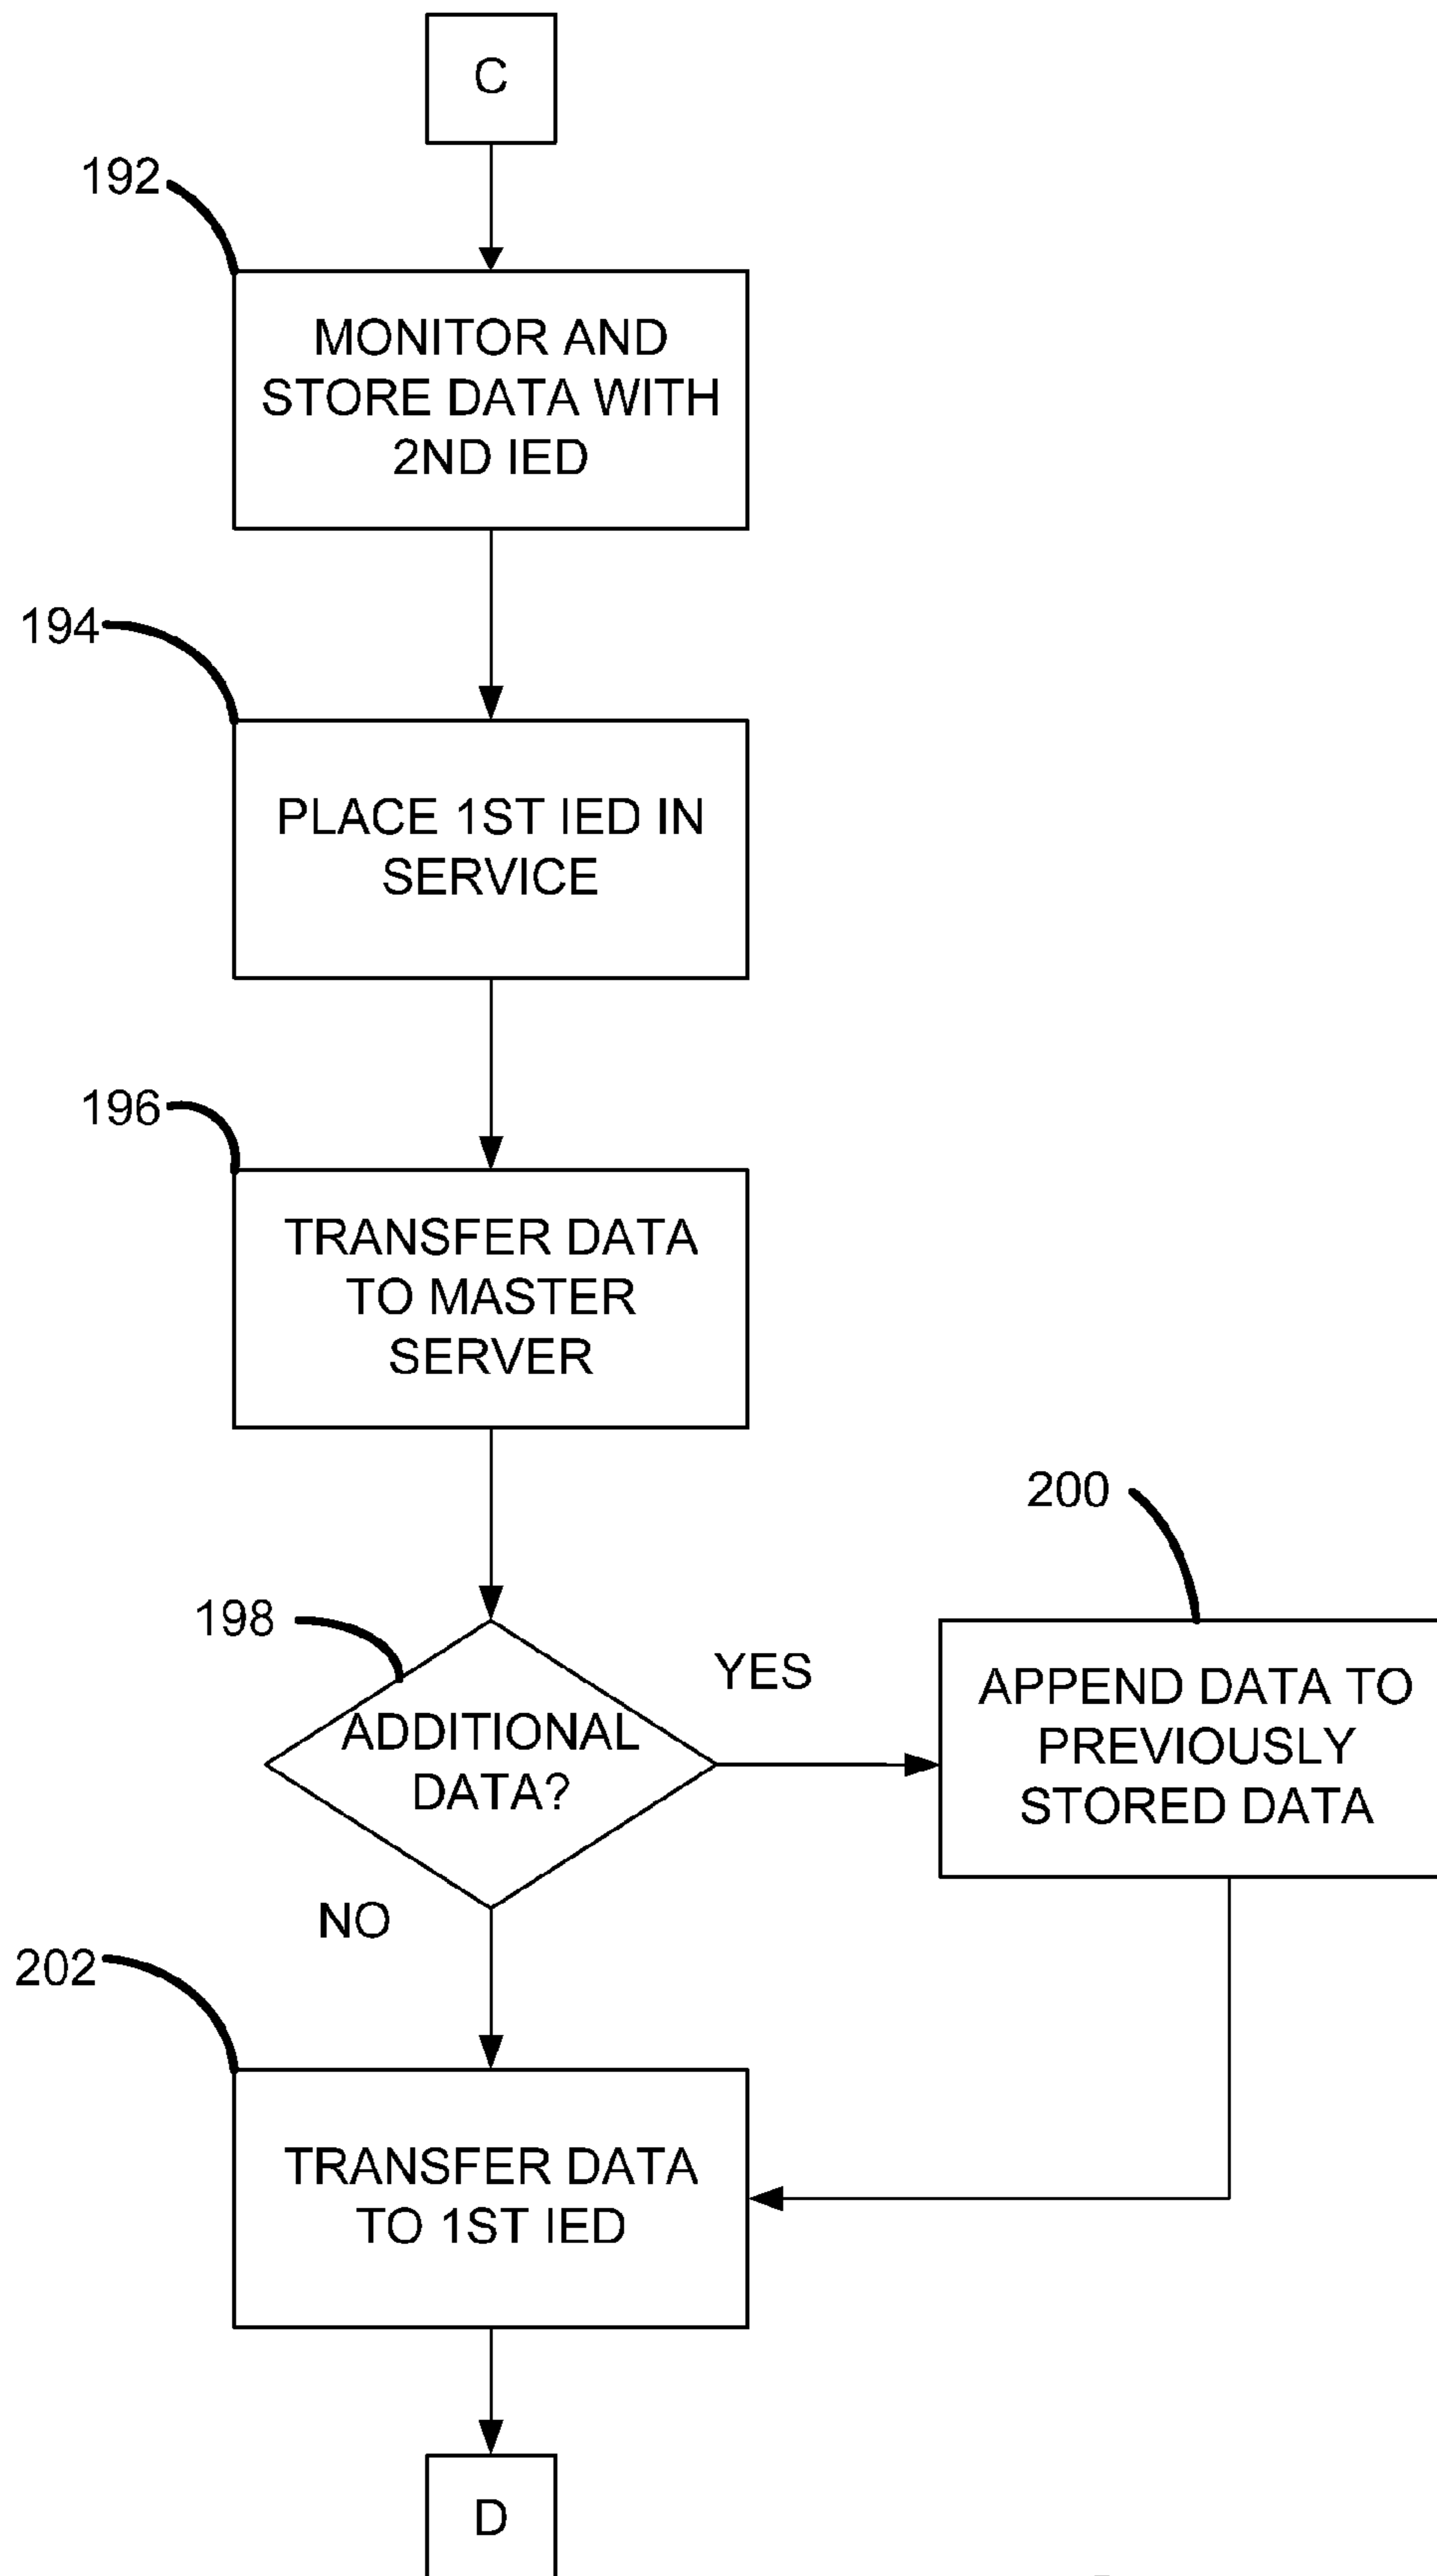 C
192
MONITOR AND
STORE DATA WITH
2ND IED
194
PLACE 1ST IED IN
SERVICE
196
TRANSFER DATA
TO MASTER
SERVER
198
ADDITIONAL
DATA?
YES
200
APPEND DATA TO
PREVIOUSLY
STORED DATA
NO
202
TRANSFER DATA
TO 1ST IED
D